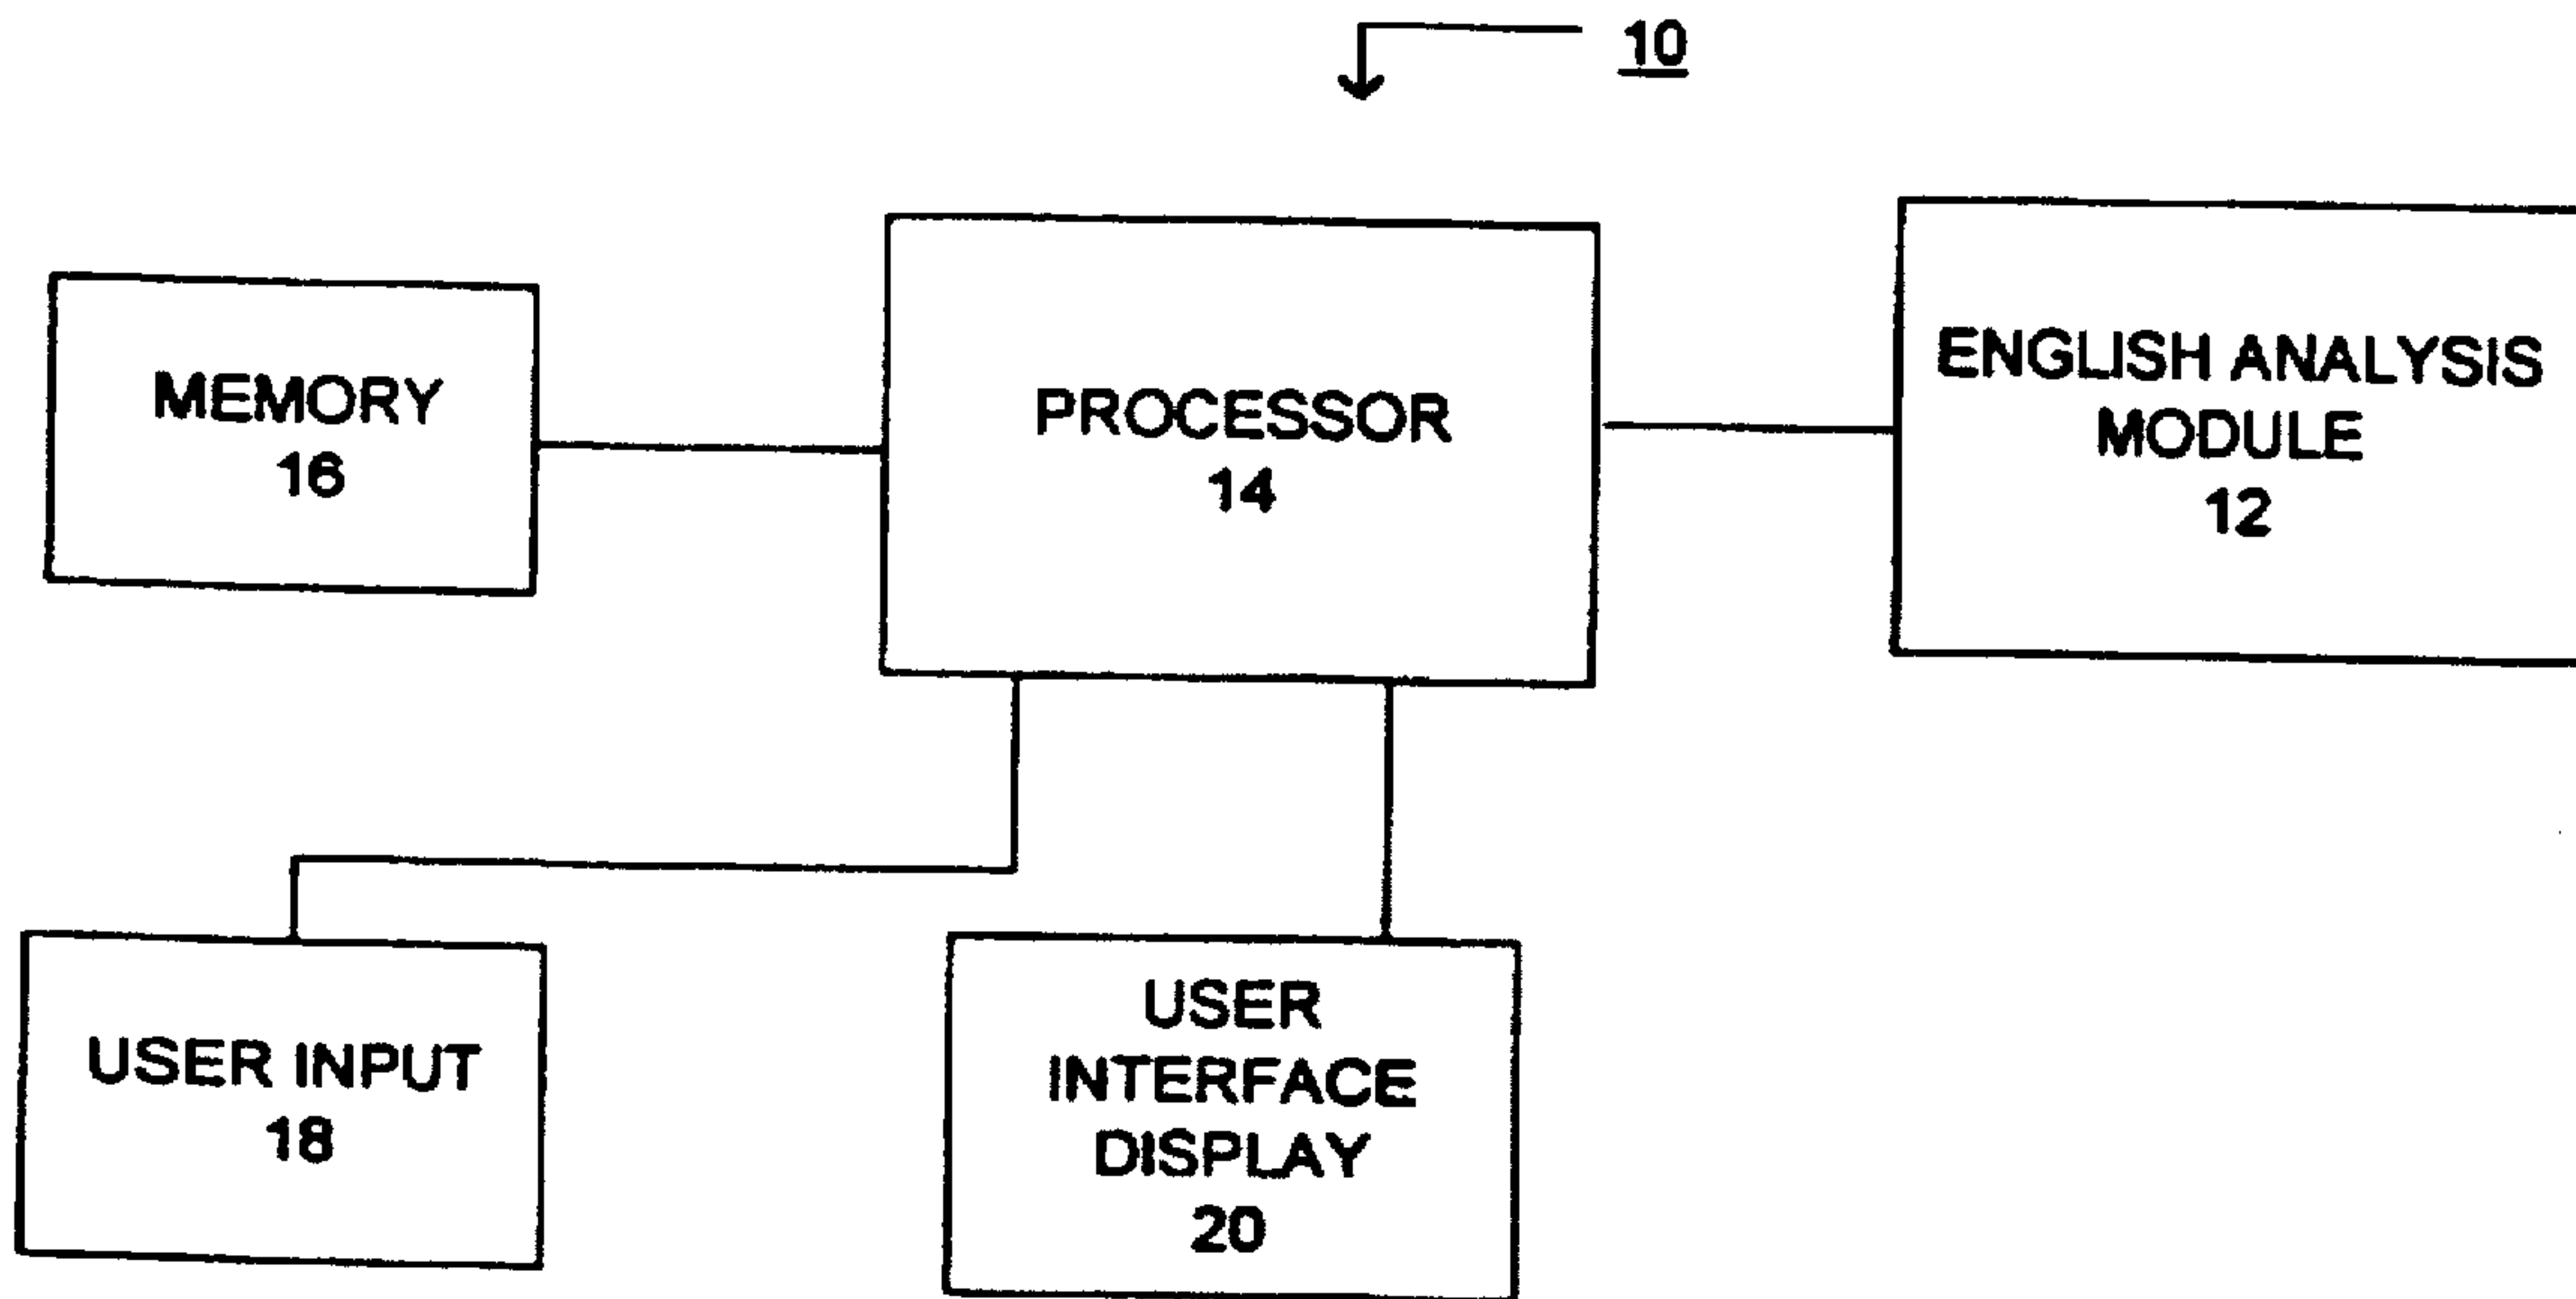 10
MEMORY
16
PROCESSOR
14
ENGLISH ANALYSIS
MODULE
12
USER INPUT
18
USER
INTERFACE
DISPLAY
20